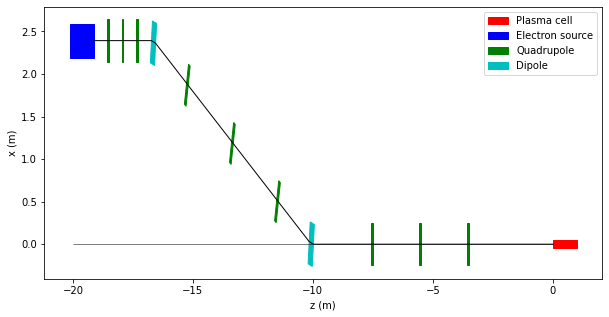 Plasma cell
Electron source
Quadrupole
Dipole
2.5
2.0
1.5
1.0
0.5
0.0
x (m)
−20
−15
−10
−5
0
z (m)